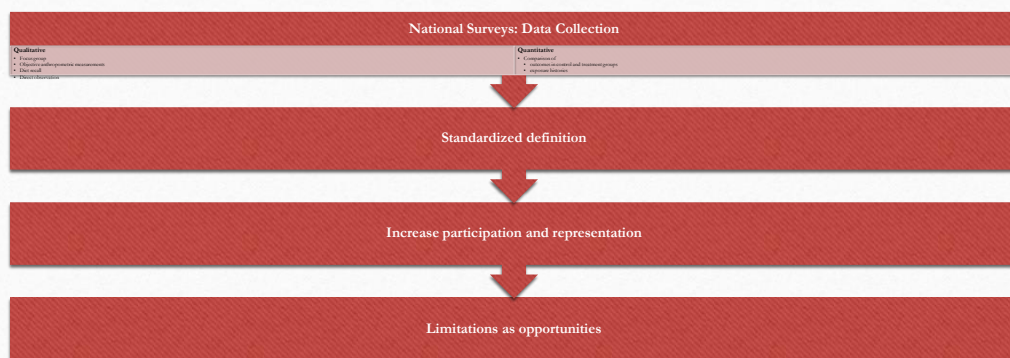 National Surveys: Data Collection
Qualitative
• Focus group
• Objective anthropometric measurements
• Diet recall
• Direct observation
Quantitative
• Comparison of
• outcomes in control and treatment groups
• exposure histories
Standardized definition
Increase participation and representation
Limitations as opportunities